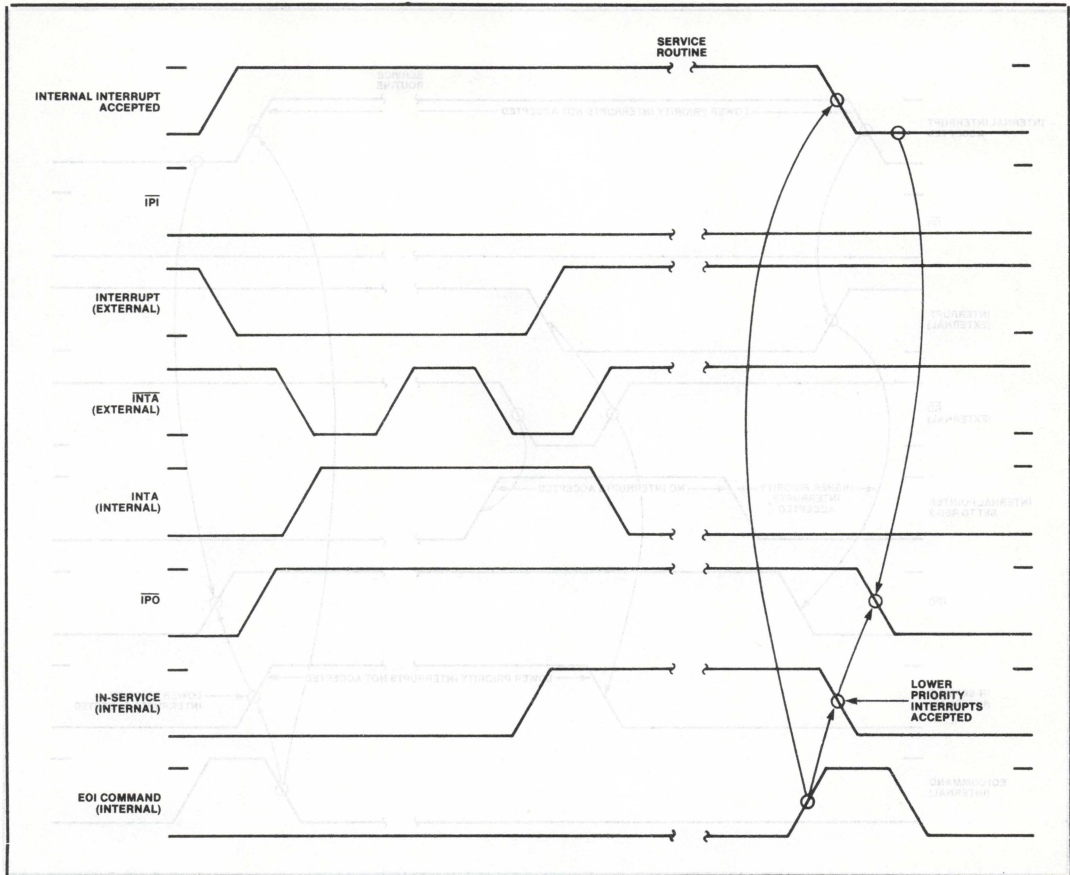 SERVICE
ROUTINE
INTERNAL INTERRUPT
ACCEPTED
IPI
INTERRUPT
(EXTERNAL)
INTA
(EXTERNAL)
INTA
(INTERNAL)
IPO
IN-SERVICE
(INTERNAL)
LOWER
PRIORITY
INTERRUPTS
ACCEPTED
EOI COMMAND
(INTERNAL)